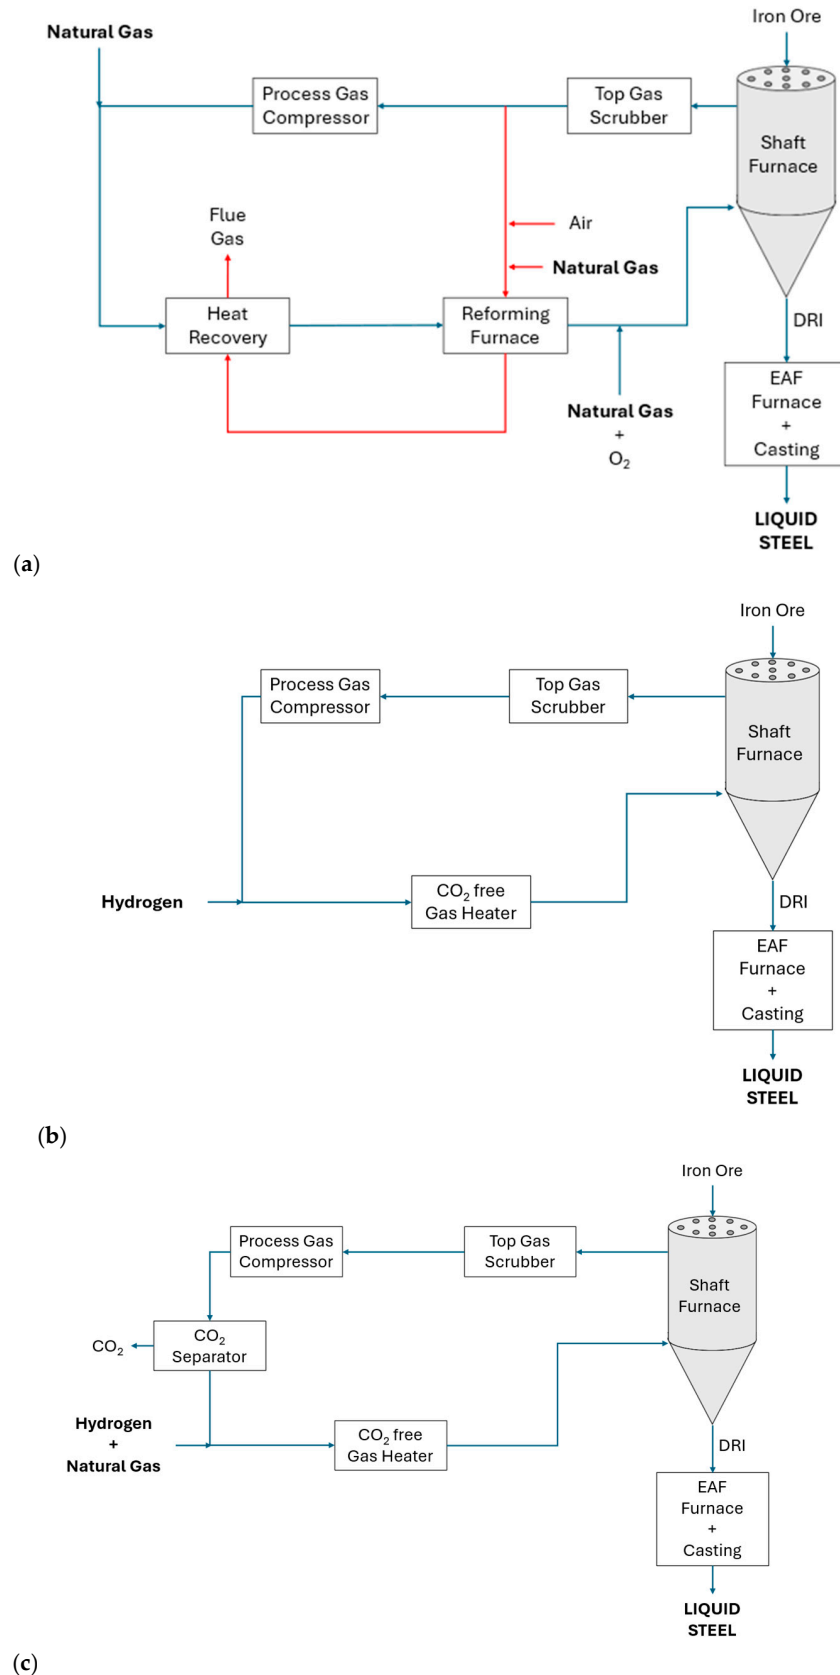 Iron Ore
Natural Gas
Process Gas
Compressor
Top Gas
Scrubber
Shaft
Furnace
Flue
Gas
Air
Natural Gas
Heat
Recovery
Reforming
Furnace
DRI
Natural Gas
+
O2
EAF
Furnace
+
Casting
LIQUID
STEEL
(a)
Iron Ore
Process Gas
Compressor
Top Gas
Scrubber
Shaft
Furnace
Hydrogen
CO2 free
Gas Heater
DRI
EAF
Furnace
+
Casting
LIQUID
STEEL
(b)
Iron Ore
Process Gas
Compressor
Top Gas
Scrubber
Shaft
Furnace
CO2
CO2
Separator
Hydrogen
+
Natural Gas
CO2 free
Gas Heater
DRI
EAF
Furnace
+
Casting
LIQUID
STEEL
(c)